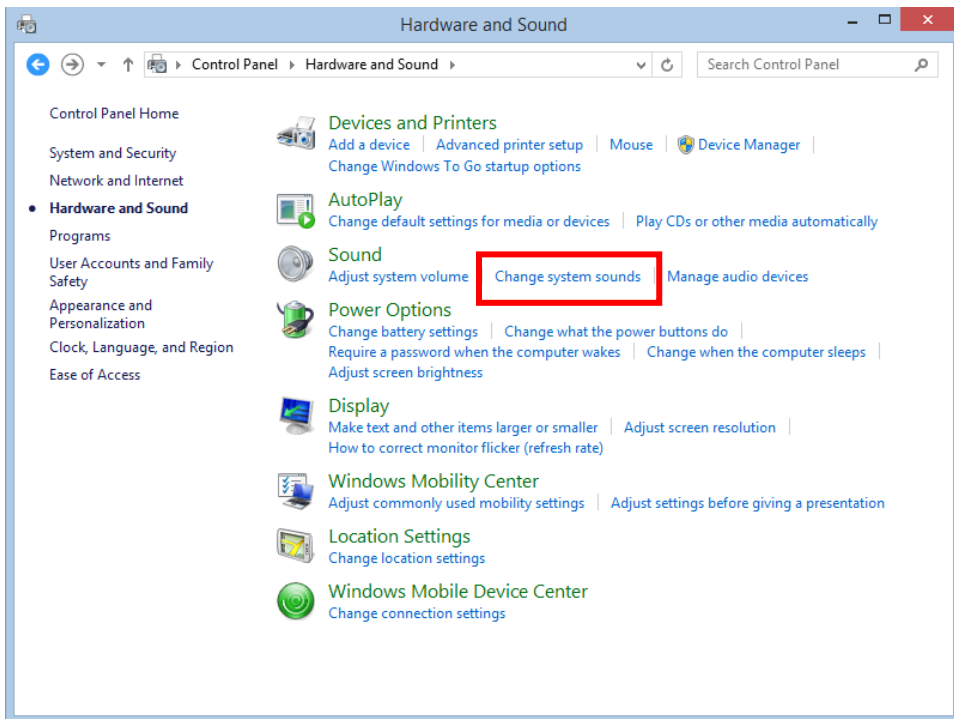 Hardware and Sound
Control Panel Hardware and Sound
Search Control Panel
Control Panel Home
System and Security
Network and Internet
Hardware and Sound
Programs
User Accounts and Family
Safety
Appearance and
Personalization
Clock, Language, and Region
Ease of Access
Devices and Printers
Add a device Advanced printer setup Mouse Device Manager
Change Windows To Go startup options
AutoPlay
Change default settings for media or devices Play CDs or other media automatically
Sound
Adjust system volume Change system sounds Manage audio devices
Power Options
Change battery settings Change what the power buttons do
Require a password when the computer wakes Change when the computer sleeps
Adjust screen brightness
Display
Make text and other items larger or smaller Adjust screen resolution
How to correct monitor flicker (refresh rate)
Windows Mobility Center
Adjust commonly used mobility settings Adjust settings before giving a presentation
Location Settings
Change location settings
Windows Mobile Device Center
Change connection settings